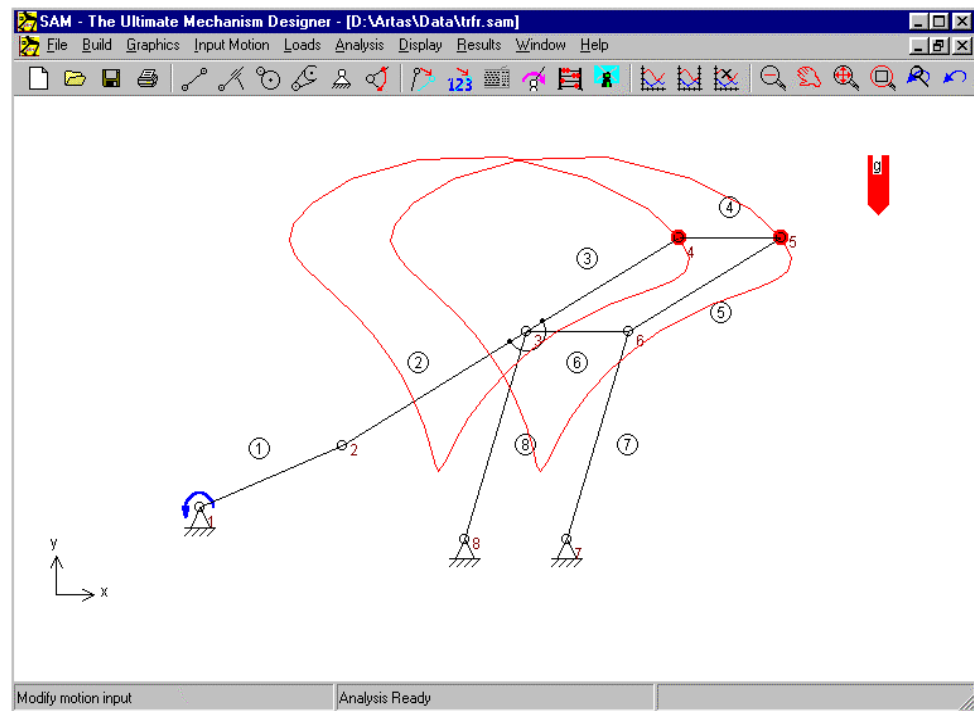 SAM - The Ultimate Mechanism Designer - [D:\Artas\Data\trfr.sam]
File Build Graphics Input Motion Loads Analysis Display Results Window Help
123
g
4
5
4
3
5
3
6
2
6
1
2
8
7
1
8
7
y
x
Modify motion input Analysis Ready